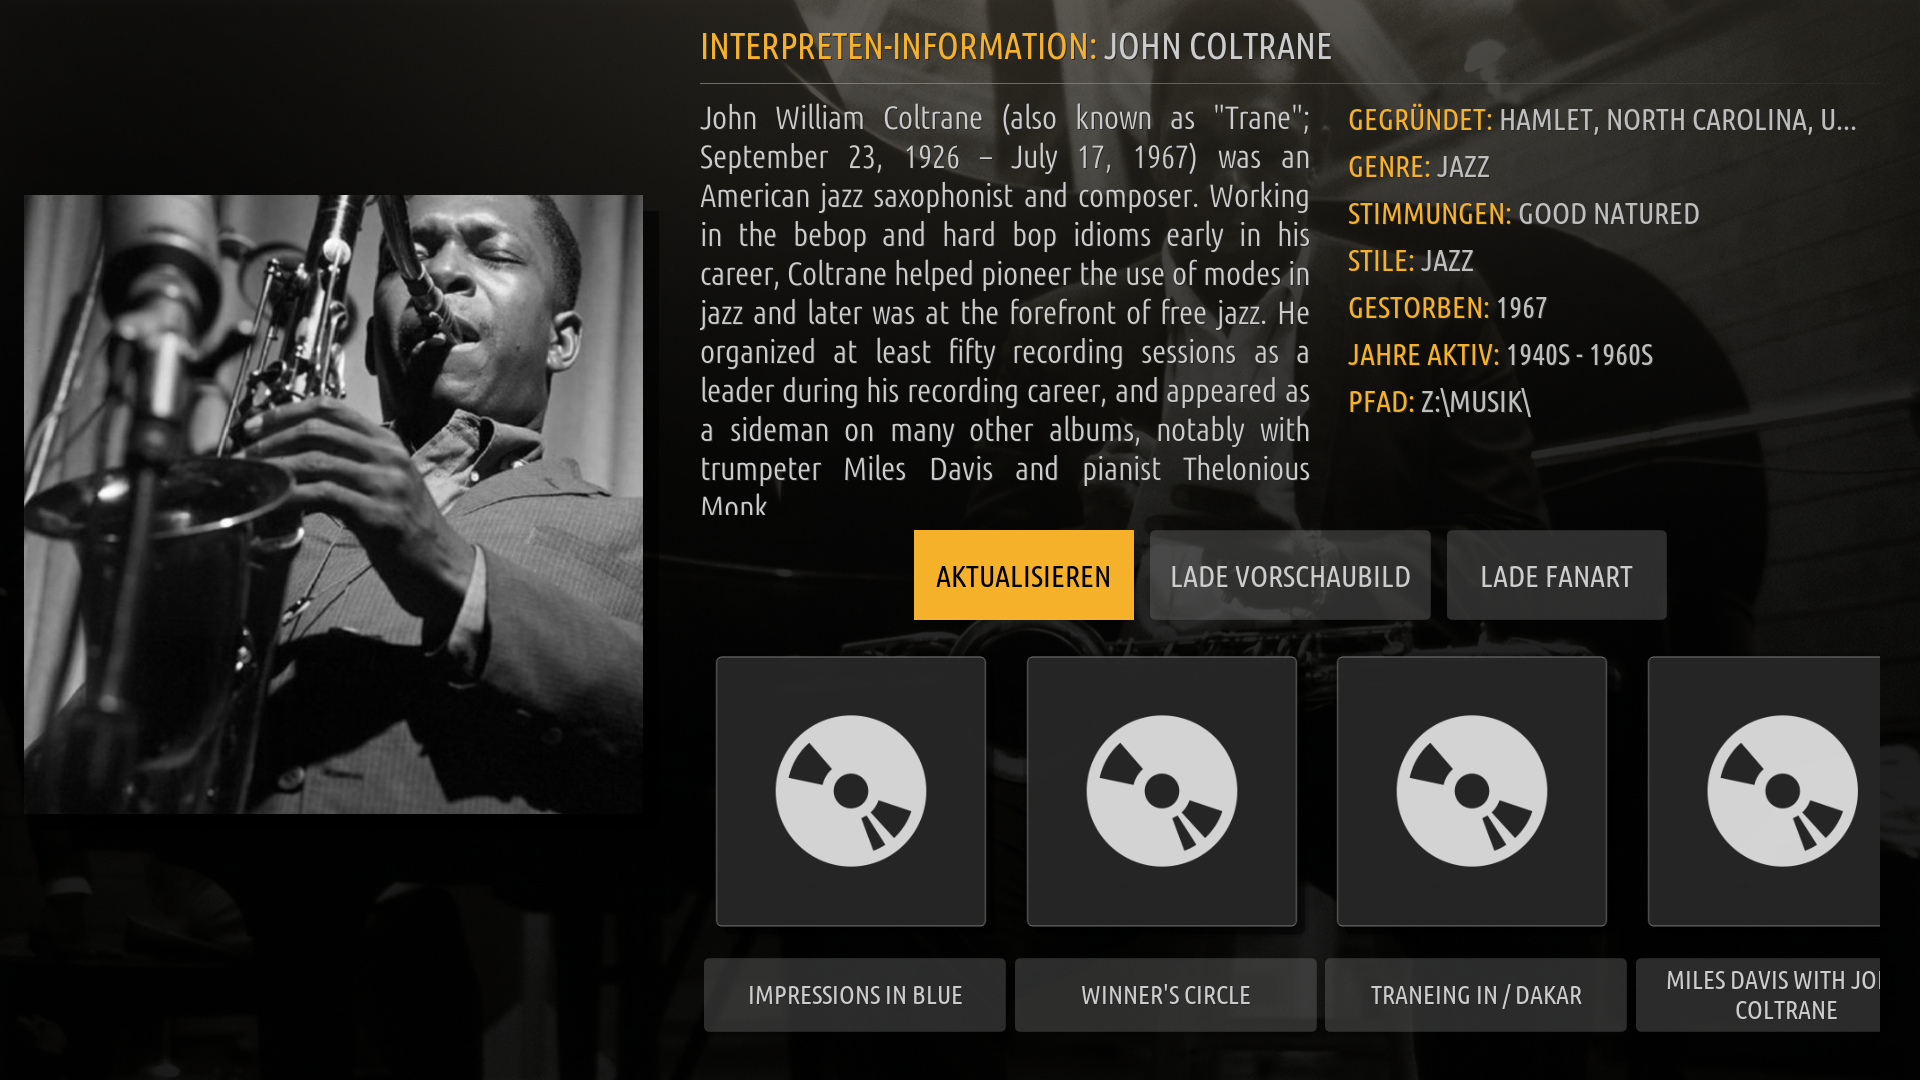 INTERPRETEN-INFORMATION: JOHN COLTRANE
John William Coltrane (also known as "Trane";
September 23, 1926 – July 17, 1967) was an
American jazz saxophonist and composer. Working
in the bebop and hard bop idioms early in his
career, Coltrane helped pioneer the use of modes in
jazz and later was at the forefront of free jazz. He
organized at least fifty recording sessions as a
leader during his recording career, and appeared as
a sideman on many other albums, notably with
trumpeter Miles Davis and pianist Thelonious
Monk
GEGRÜNDET: HAMLET, NORTH CAROLINA, U...
GENRE: JAZZ
STIMMUNGEN: GOOD NATURED
STILE: JAZZ
GESTORBEN: 1967
JAHRE AKTIV: 1940S - 1960S
PFAD: Z:\MUSIK\
AKTUALISIEREN
LADE VORSCHAUBILD
LADE FANART
IMPRESSIONS IN BLUE
WINNER'S CIRCLE
TRANEING IN / DAKAR
MILES DAVIS WITH
COLTRANE